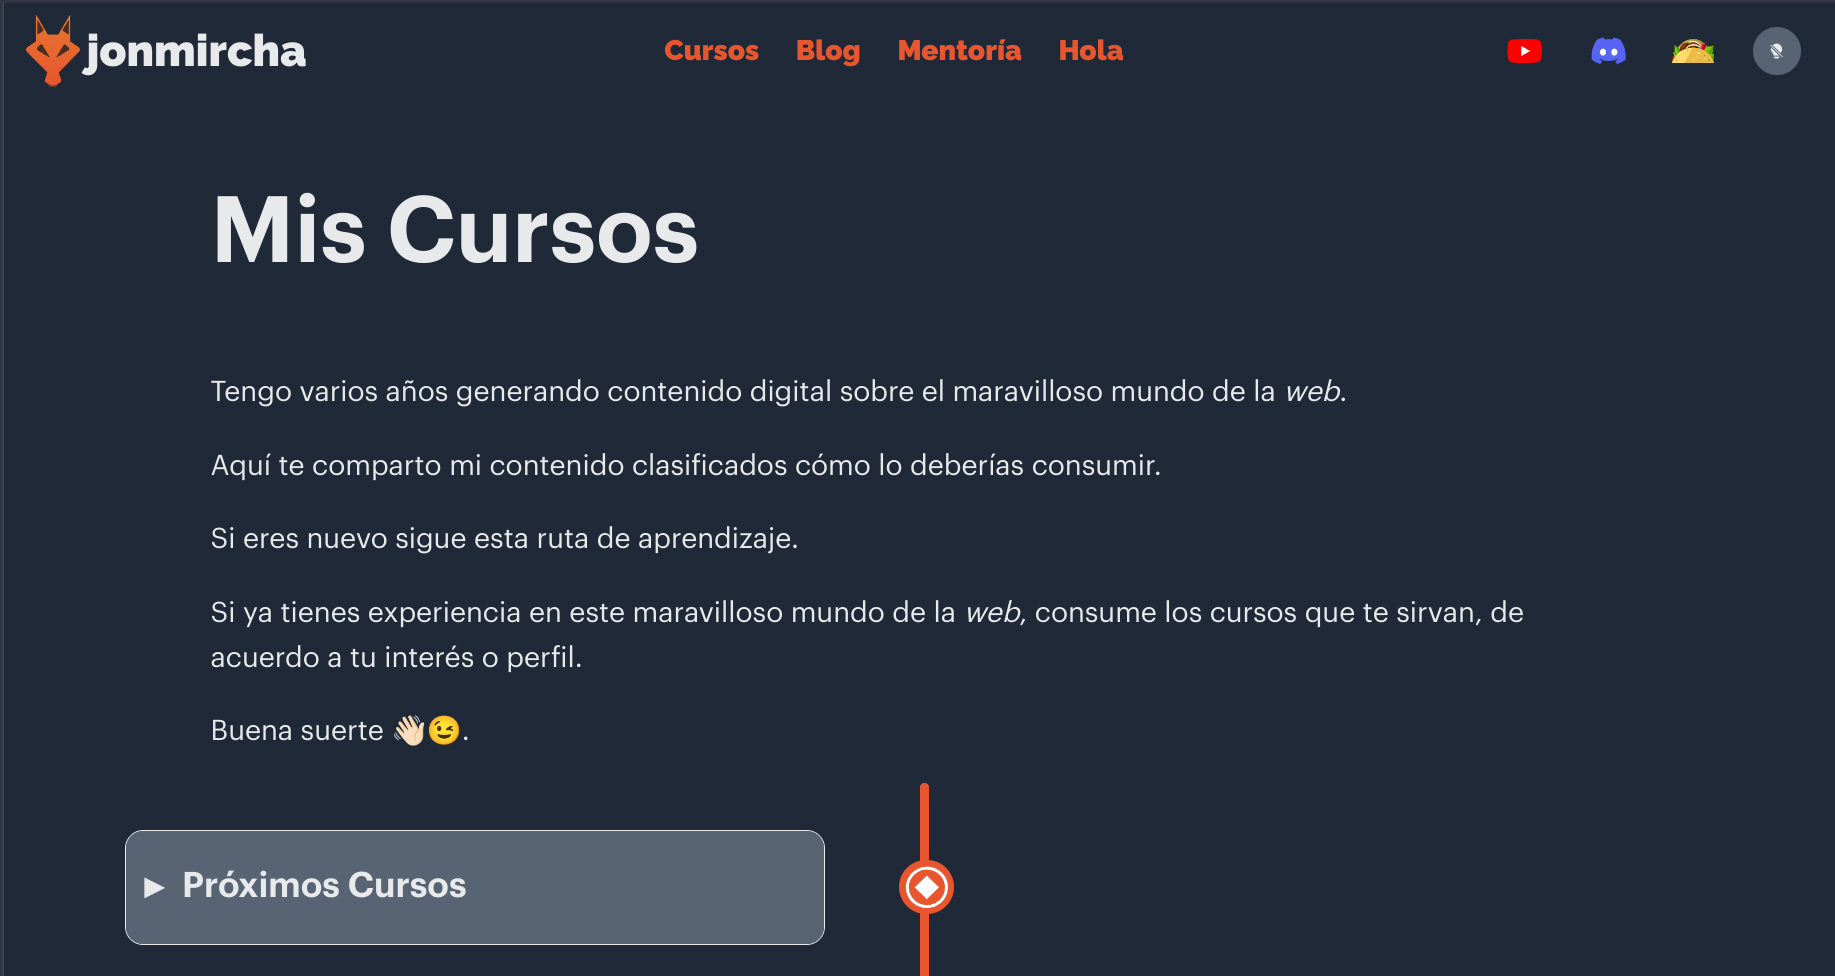 jonmircha
Cursos Blog Mentoría Hola
Mis Cursos
Tengo varios años generando contenido digital sobre el maravilloso mundo de la web.
Aquí te comparto mi contenido clasificados cómo lo deberías consumir.
Si eres nuevo sigue esta ruta de aprendizaje.
Si ya tienes experiencia en este maravilloso mundo de la web, consume los cursos que te sirvan, de
acuerdo a tu interés o perfil.
Buena suerte 👋🏻😉.
Próximos Cursos